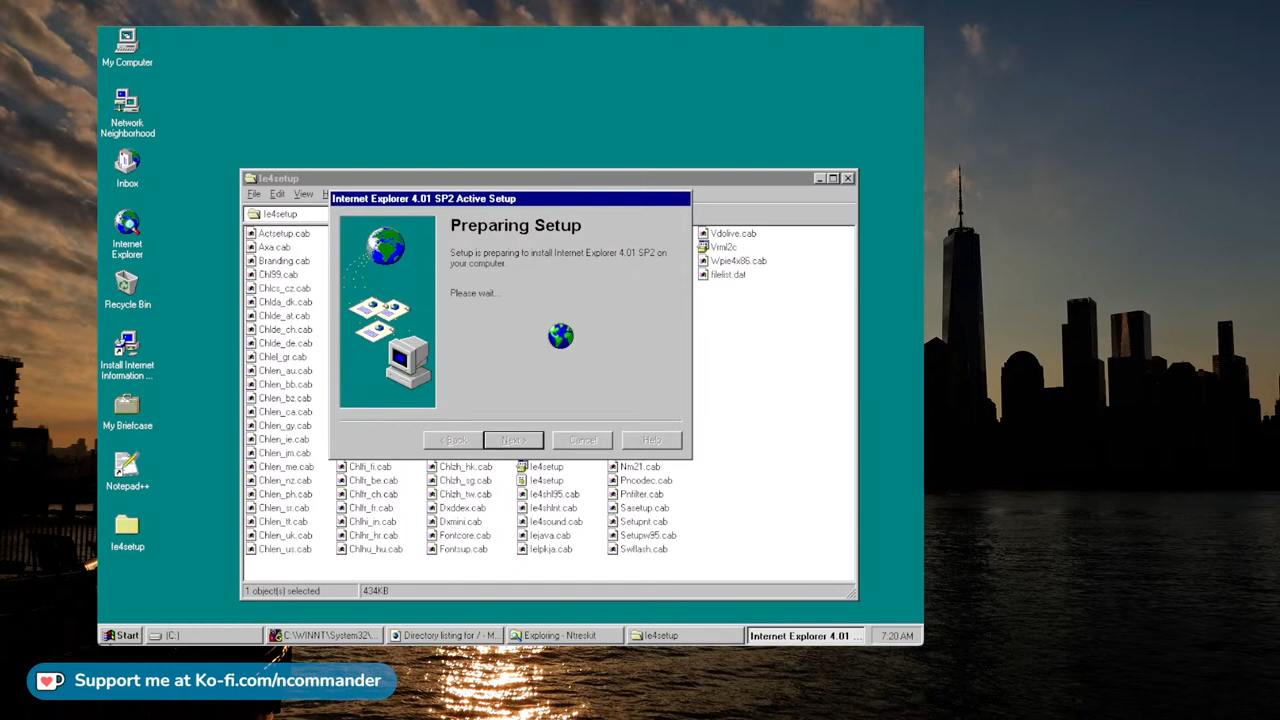 My Computer
Network
Neighborhood
Inbox
Internet
Explorer
Recycle Bin
Install Internet
Information ...
My Briefcase
Notepad++
Ie4setup
Ie4setup
File Edit View H
Ie4setup
Internet Explorer 4.01 SP2 Active Setup
Preparing Setup
Setup is preparing to install Internet Explorer 4.01 SP2 on
your computer.
Please wait...
< Back
Next >
Cancel
Help
Actsetup.cab
Axa.cab
Branding.cab
Chl99.cab
Chlcs_cz.cab
Chlda_dk.cab
Chlde_at.cab
Chlde_ch.cab
Chlde_de.cab
Chlel_gr.cab
Chlen_au.cab
Chlen_bb.cab
Chlen_bz.cab
Chlen_ca.cab
Chlen_gy.cab
Chlen_ie.cab
Chlen_jm.cab
Chlen_me.cab
Chlen_nz.cab
Chlen_ph.cab
Chlen_sr.cab
Chlen_tt.cab
Chlen_uk.cab
Chlen_us.cab
Chlfi_fi.cab
Chlfr_be.cab
Chlfr_ch.cab
Chlfr_fr.cab
Chlhi_in.cab
Chlhr_hr.cab
Chlhu_hu.cab
Chlzh_hk.cab
Chlzh_sg.cab
Chlzh_tw.cab
Dxddex.cab
Dxmini.cab
Fontcore.cab
Fontsup.cab
Ie4setup
Ie4setup
Ie4shl95.cab
Ie4shlnt.cab
Ie4sound.cab
Iejava.cab
Ielpkja.cab
Nm21.cab
Pncodec.cab
Pnfilter.cab
Sasetup.cab
Setupnt.cab
Setupw95.cab
Swflash.cab
Vdolive.cab
Vrml2c
Wpie4x86.cab
filelist.dat
1 object(s) selected
434KB
Start
(C:)
C:\WINNT\System32\...
Directory listing for / - M...
Exploring - Ntreskit
Ie4setup
Internet Explorer 4.01 ...
7:20 AM
Support me at Ko-fi.com/ncommander